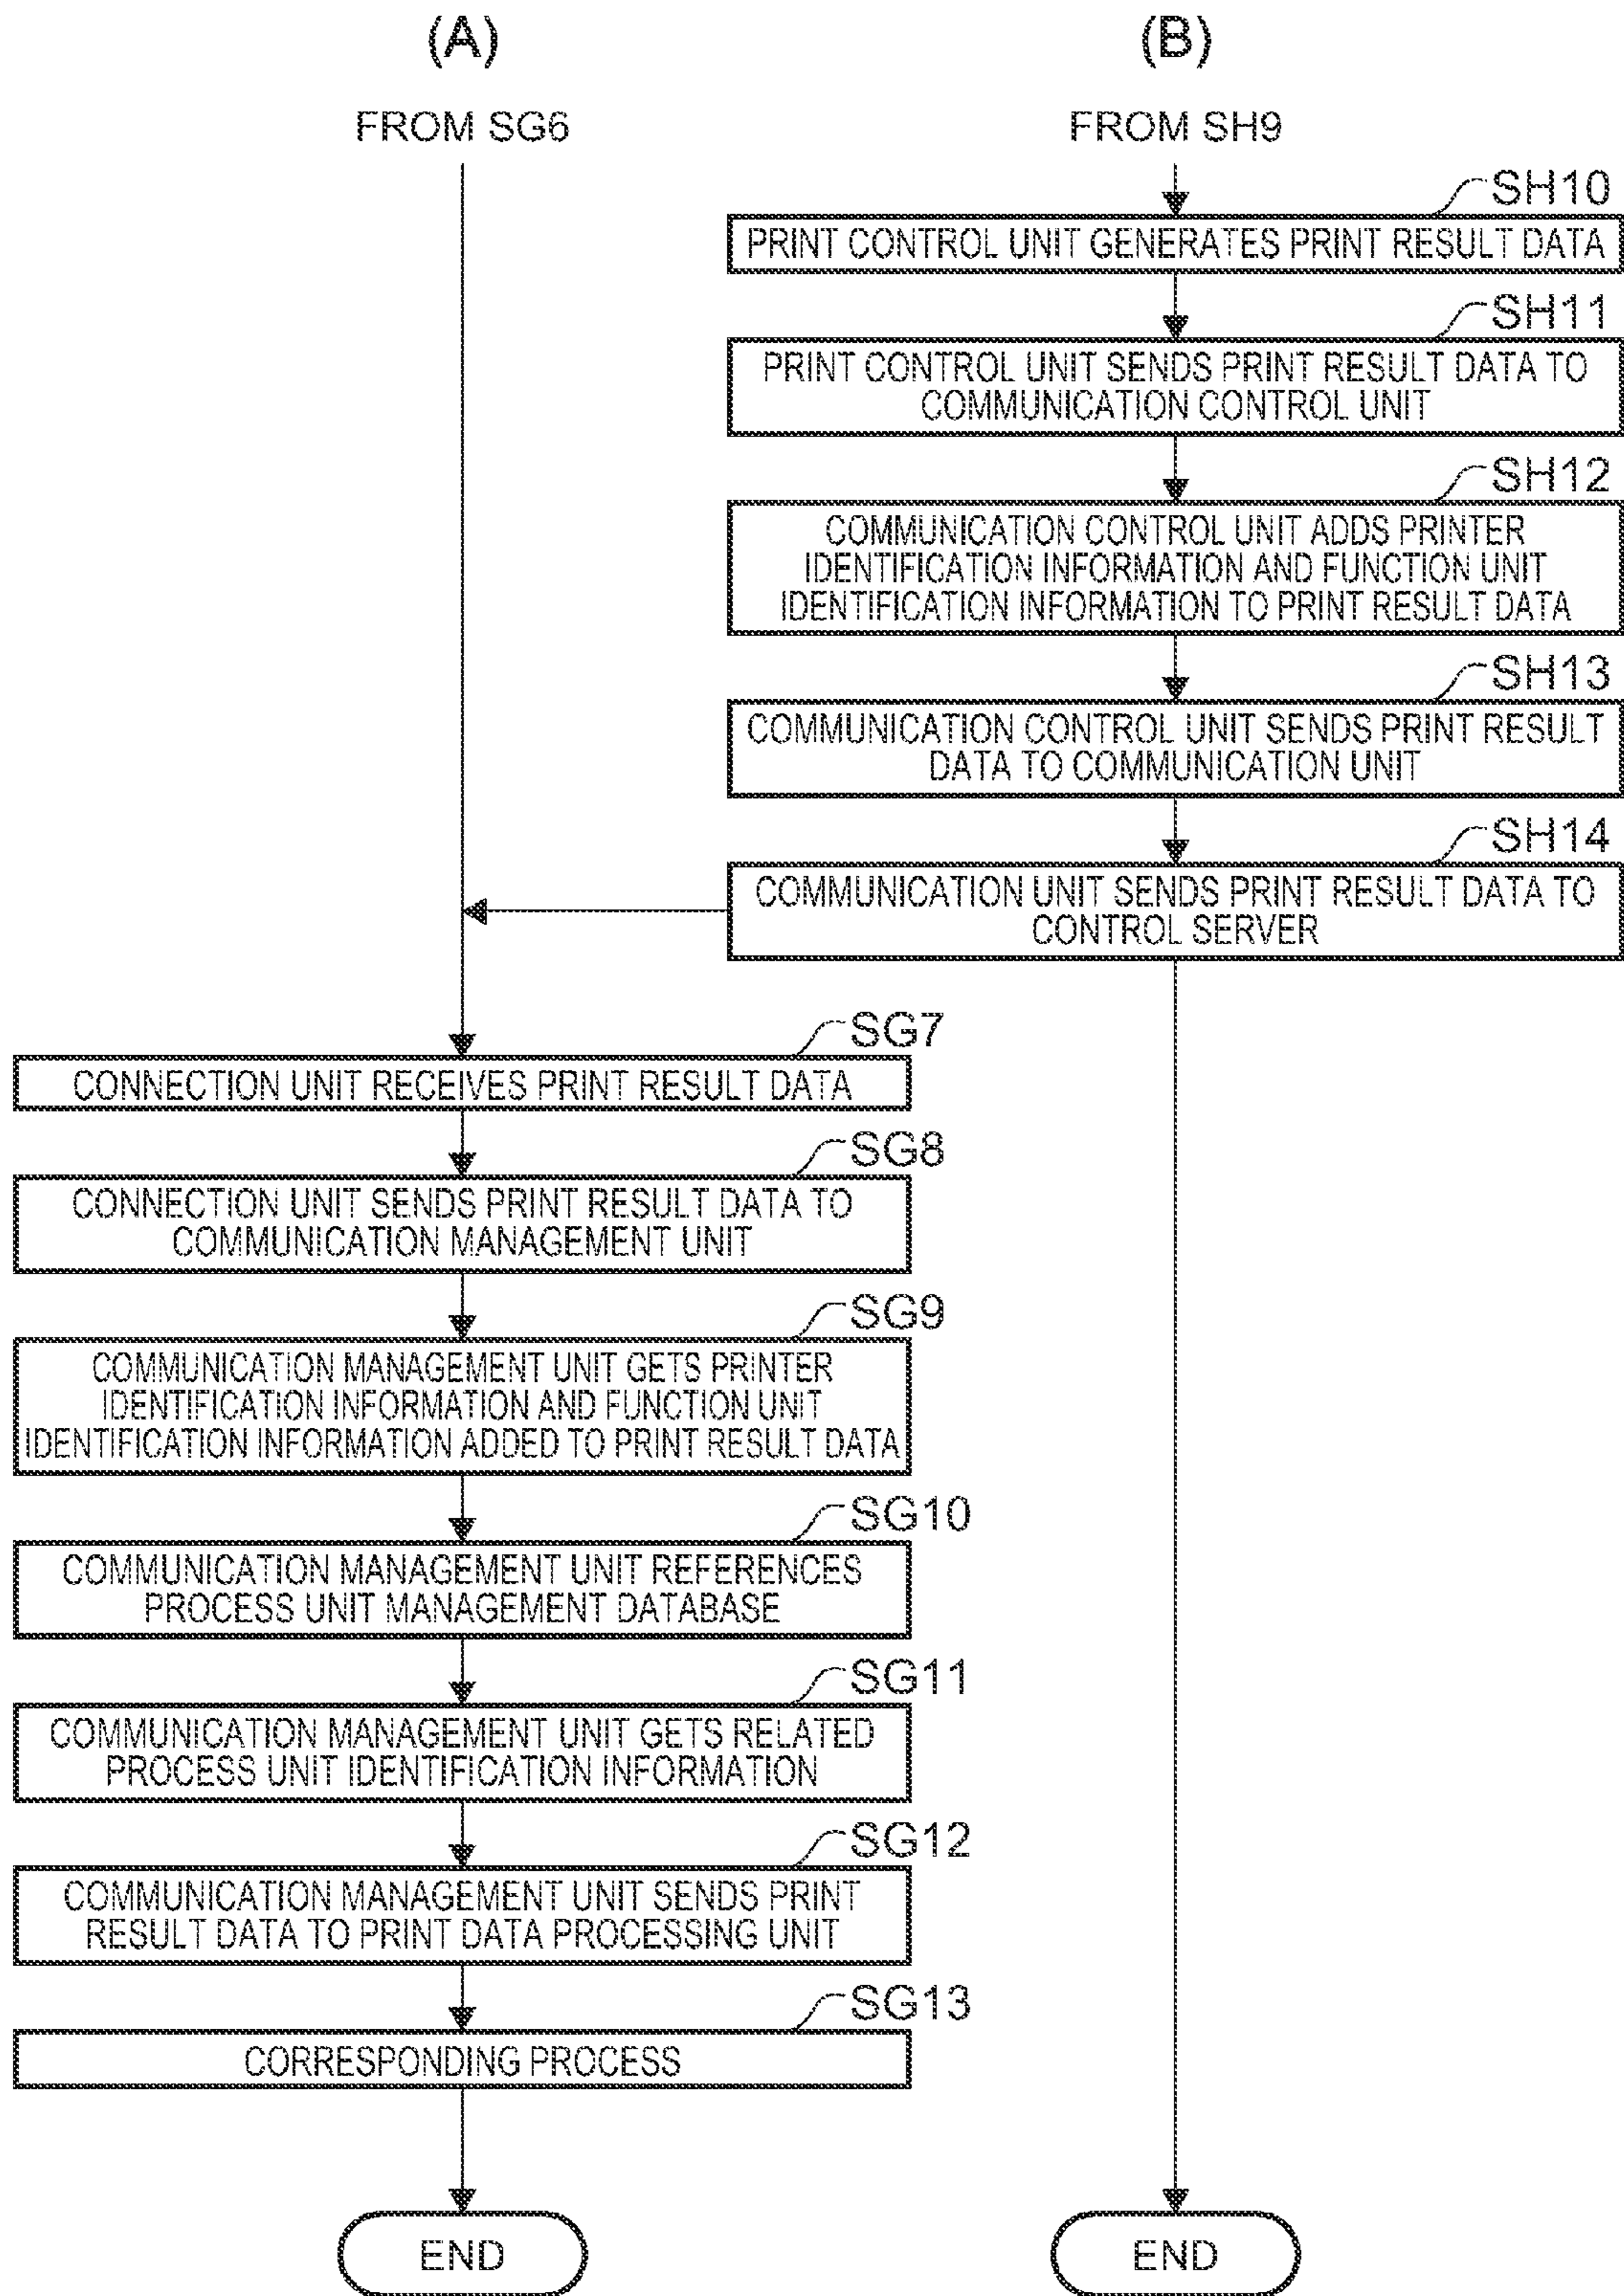 (A)
(B)
FROM SG6
FROM SH9
SH10
PRINT CONTROL UNIT GENERATES PRINT RESULT DATA
SH11
PRINT CONTROL UNIT SENDS PRINT RESULT DATA TO
COMMUNICATION CONTROL UNIT
SH12
COMMUNICATION CONTROL UNIT ADDS PRINTER
IDENTIFICATION INFORMATION AND FUNCTION UNIT
IDENTIFICATION INFORMATION TO PRINT RESULT DATA
SH13
COMMUNICATION CONTROL UNIT SENDS PRINT RESULT
DATA TO COMMUNICATION UNIT
SH14
COMMUNICATION UNIT SENDS PRINT RESULT DATA TO
CONTROL SERVER
SG7
CONNECTION UNIT RECEIVES PRINT RESULT DATA
SG8
CONNECTION UNIT SENDS PRINT RESULT DATA TO
COMMUNICATION MANAGEMENT UNIT
SG9
COMMUNICATION MANAGEMENT UNIT GETS PRINTER
IDENTIFICATION INFORMATION AND FUNCTION UNIT
IDENTIFICATION INFORMATION ADDED TO PRINT RESULT DATA
SG10
COMMUNICATION MANAGEMENT UNIT REFERENCES
PROCESS UNIT MANAGEMENT DATABASE
SG11
COMMUNICATION MANAGEMENT UNIT GETS RELATED
PROCESS UNIT IDENTIFICATION INFORMATION
SG12
COMMUNICATION MANAGEMENT UNIT SENDS PRINT
RESULT DATA TO PRINT DATA PROCESSING UNIT
SG13
CORRESPONDING PROCESS
END
END